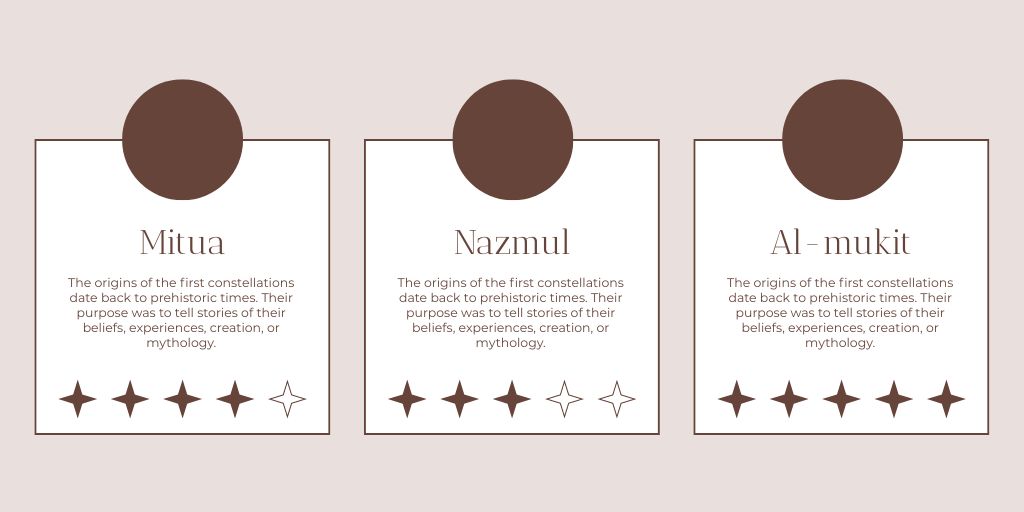 Mitua
The origins of the first constellations
date back to prehistoric times. Their
purpose was to tell stories of their
beliefs, experiences, creation, or
mythology.
Nazmul
The origins of the first constellations
date back to prehistoric times. Their
purpose was to tell stories of their
beliefs, experiences, creation, or
mythology.
Al-mukit
The origins of the first constellations
date back to prehistoric times. Their
purpose was to tell stories of their
beliefs, experiences, creation, or
mythology.